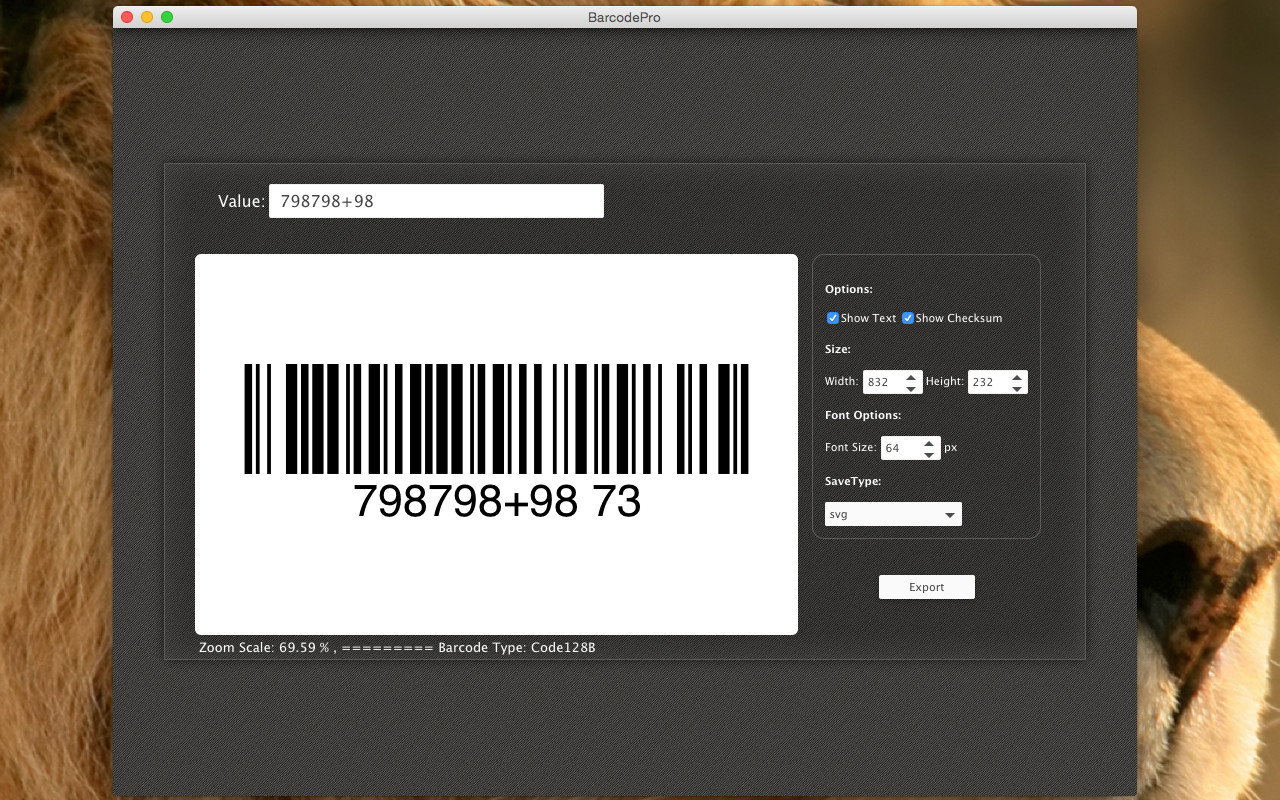 BarcodePro
Value: 798798+98
798798+98 73
Zoom Scale: 69.59 % , ========= Barcode Type: Code128B
Options:
Show Text Show Checksum
Size:
Width: 832 Height: 232
Font Options:
Font Size: 64 px
SaveType:
svg
Export